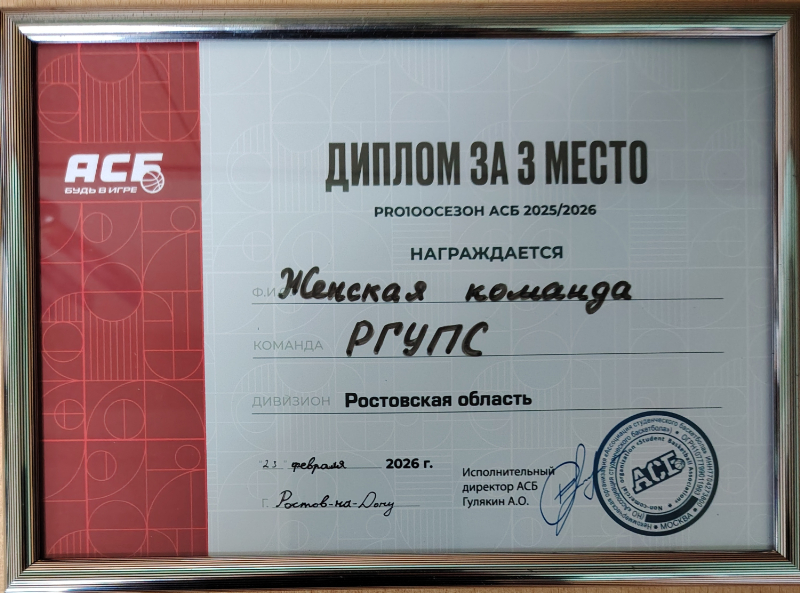 АСБ
БУДЬ В ИГРЕ
ДИПЛОМ ЗА 3 МЕСТО
PRO100СЕЗОН АСБ 2025/2026
НАГРАЖДАЕТСЯ
Ф.И. Женская команда
КОМАНДА РГУПС
ДИВИЗИОН Ростовская область
23 февраля 2026 г.
Г. Ростов-на-Дону
Исполнительный
директор АСБ
Гулякин А.О.
АСБ
МОСКВА